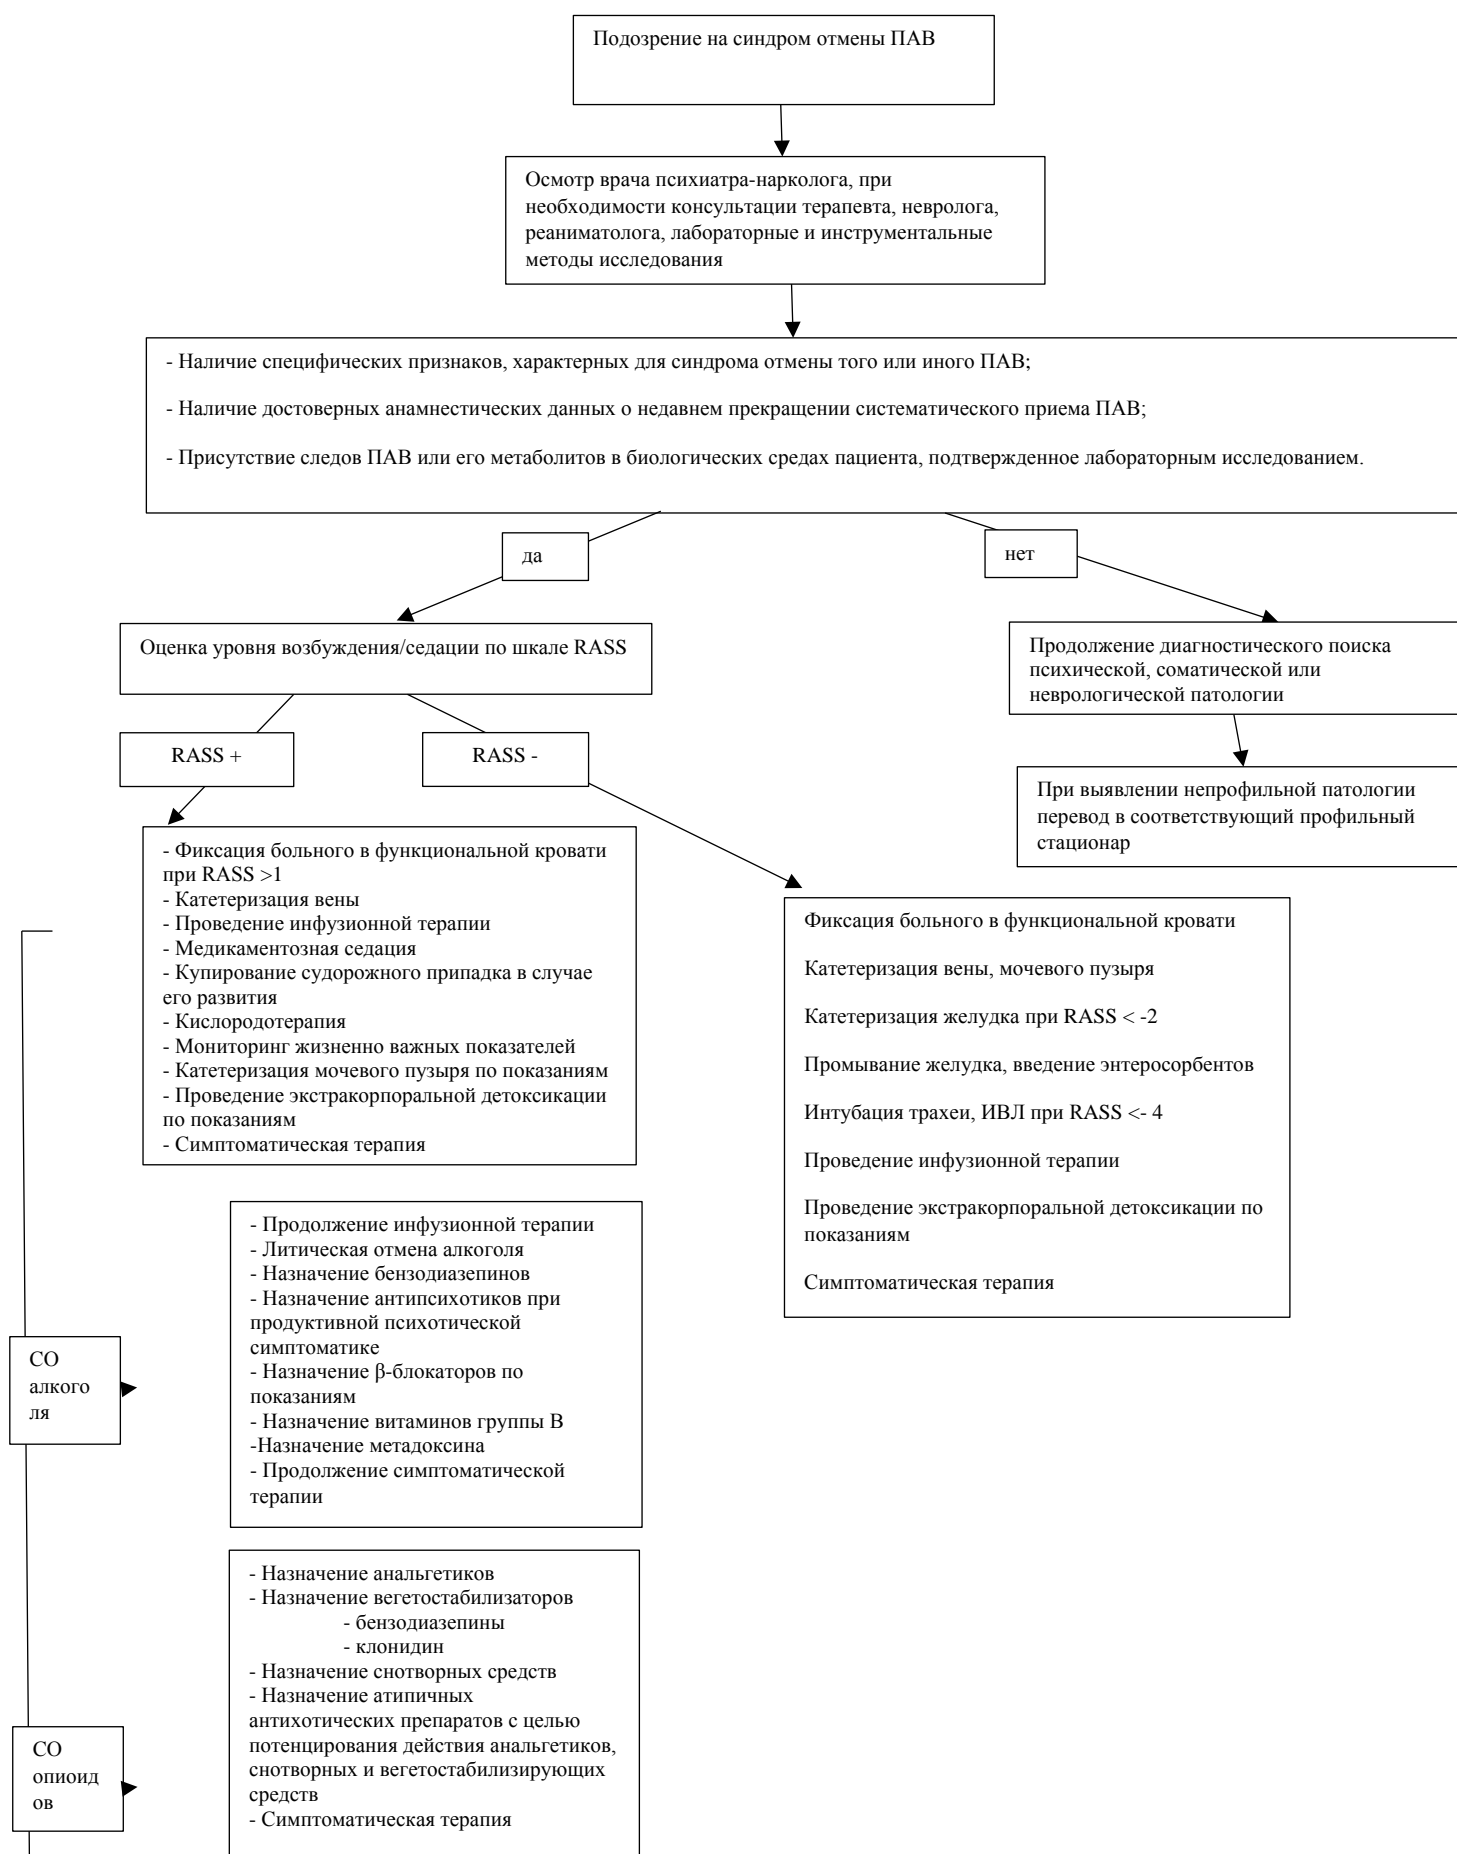 Подозрение на синдром отмены ПАВ
Осмотр врача психиатра-нарколога, при
необходимости консультации терапевта, невролога,
реаниматолога, лабораторные и инструментальные
методы исследования
- Наличие специфических признаков, характерных для синдрома отмены того или иного ПАВ;
- Наличие достоверных анамнестических данных о недавнем прекращении систематического приема ПАВ;
- Присутствие следов ПАВ или его метаболитов в биологических средах пациента, подтвержденное лабораторным исследованием.
да
нет
Оценка уровня возбуждения/седации по шкале RASS
Продолжение диагностического поиска
психической, соматической или
неврологической патологии
RASS +
RASS -
При выявлении непрофильной патологии
перевод в соответствующий профильный
стационар
- Фиксация больного в функциональной кровати
при RASS >1
- Катетеризация вены
- Проведение инфузионной терапии
- Медикаментозная седация
- Купирование судорожного припадка в случае
его развития
- Кислородотерапия
- Мониторинг жизненно важных показателей
- Катетеризация мочевого пузыря по показаниям
- Проведение экстракорпоральной детоксикации
по показаниям
- Симптоматическая терапия
Фиксация больного в функциональной кровати
Катетеризация вены, мочевого пузыря
Катетеризация желудка при RASS < -2
Промывание желудка, введение энтеросорбентов
Интубация трахеи, ИВЛ при RASS <- 4
Проведение инфузионной терапии
Проведение экстракорпоральной детоксикации по
показаниям
Симптоматическая терапия
СО
алкого
ля
- Продолжение инфузионной терапии
- Литическая отмена алкоголя
- Назначение бензодиазепинов
- Назначение антипсихотиков при
продуктивной психотической
симптоматике
- Назначение β-блокаторов по
показаниям
- Назначение витаминов группы В
-Назначение метадоксина
- Продолжение симптоматической
терапии
СО
опиоид
ов
- Назначение анальгетиков
- Назначение вегетостабилизаторов
- бензодиазепины
- клонидин
- Назначение снотворных средств
- Назначение атипичных
антихотических препаратов с целью
потенцирования действия анальгетиков,
снотворных и вегетостабилизирующих
средств
- Симптоматическая терапия